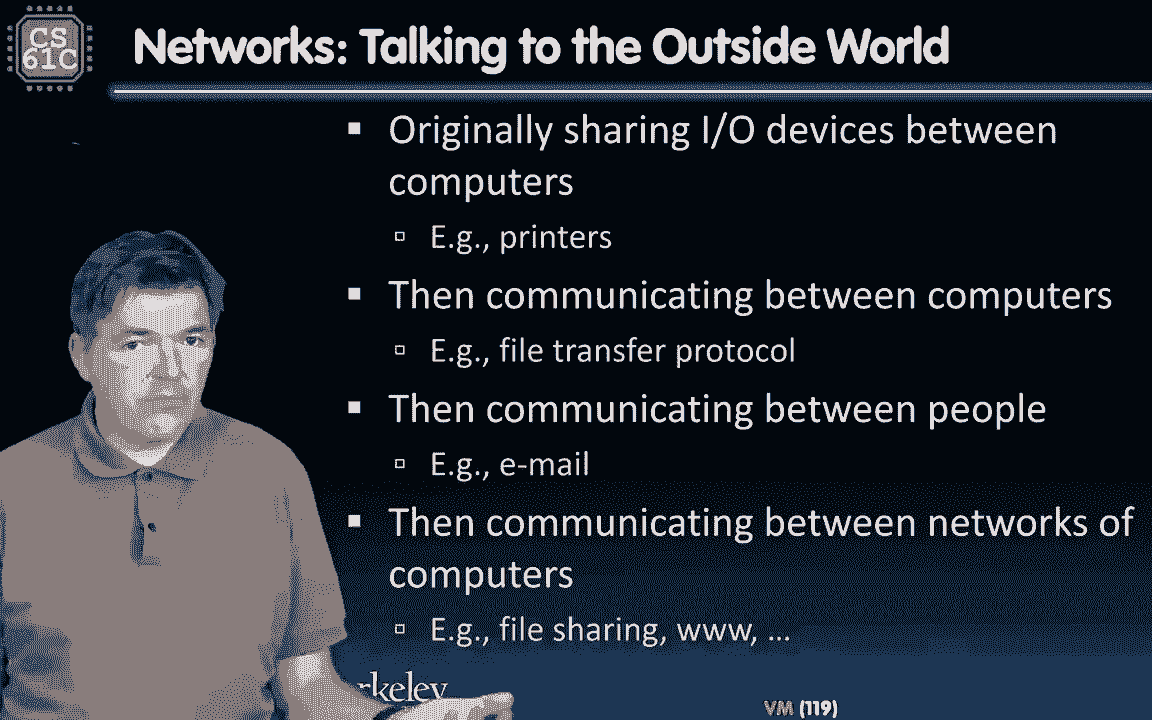 CS
61C
Networks: Talking to the Outside World
▪ Originally sharing I/O devices between
computers
▫ E.g., printers
▪ Then communicating between computers
▫ E.g., file transfer protocol
▪ Then communicating between people
▫ E.g., e-mail
▪ Then communicating between networks of
computers
▫ E.g., file sharing, www, ...
rkeley
VM (119)